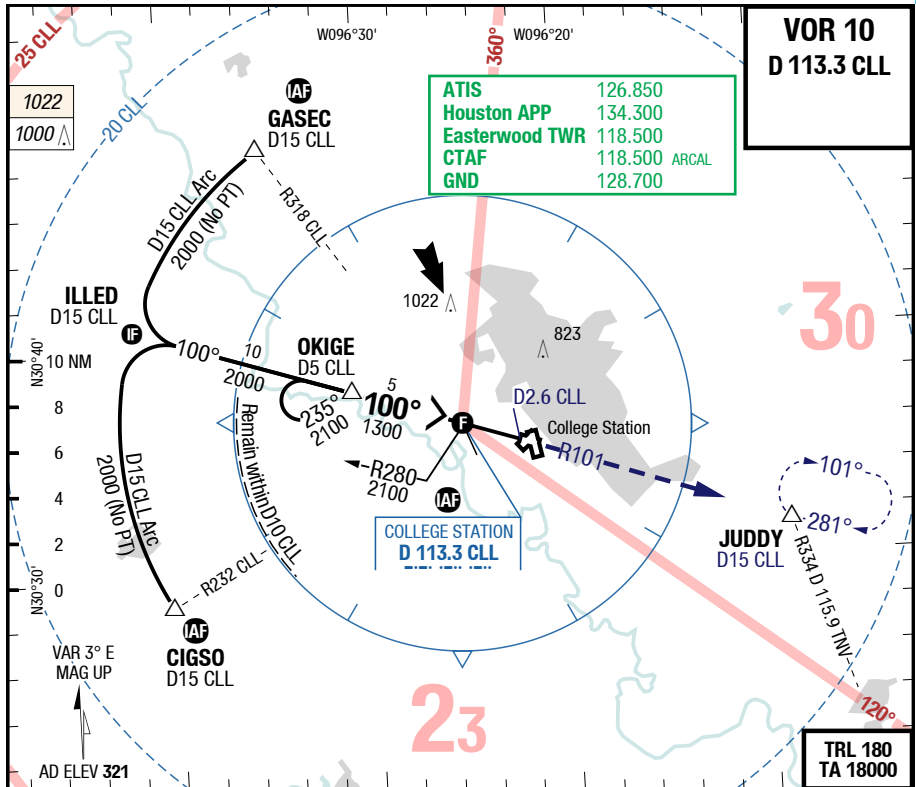 VOR 10
D 113.3 CLL
25 CLL
20 CLL
W096°30'
W096°20'
360°
1022
1000
IAF
GASEC
D15 CLL
ATIS 126.850
Houston APP 134.300
Easterwood TWR 118.500
CTAF 118.500 ARCAL
GND 128.700
D15 CLL Arc
2000 (No PT)
R318 CLL
1022
823
30
ILLED
D15 CLL
IF
N30°40'
10 NM
8
6
4
2
0
N30°30'
100°
10
2000
OKIGE
D5 CLL
5
100°
1300
235°
2100
Remain within D10 CLL
F
D2.6 CLL
College Station
R101
R280
2100
IAF
COLLEGE STATION
D 113.3 CLL
101°
281°
JUDDY
D15 CLL
R334 D 115.9 TNV
D15 CLL Arc
2000 (No PT)
R232 CLL
IAF
CIGSO
D15 CLL
VAR 3° E
MAG UP
AD ELEV 321
23
120°
TRL 180
TA 18000